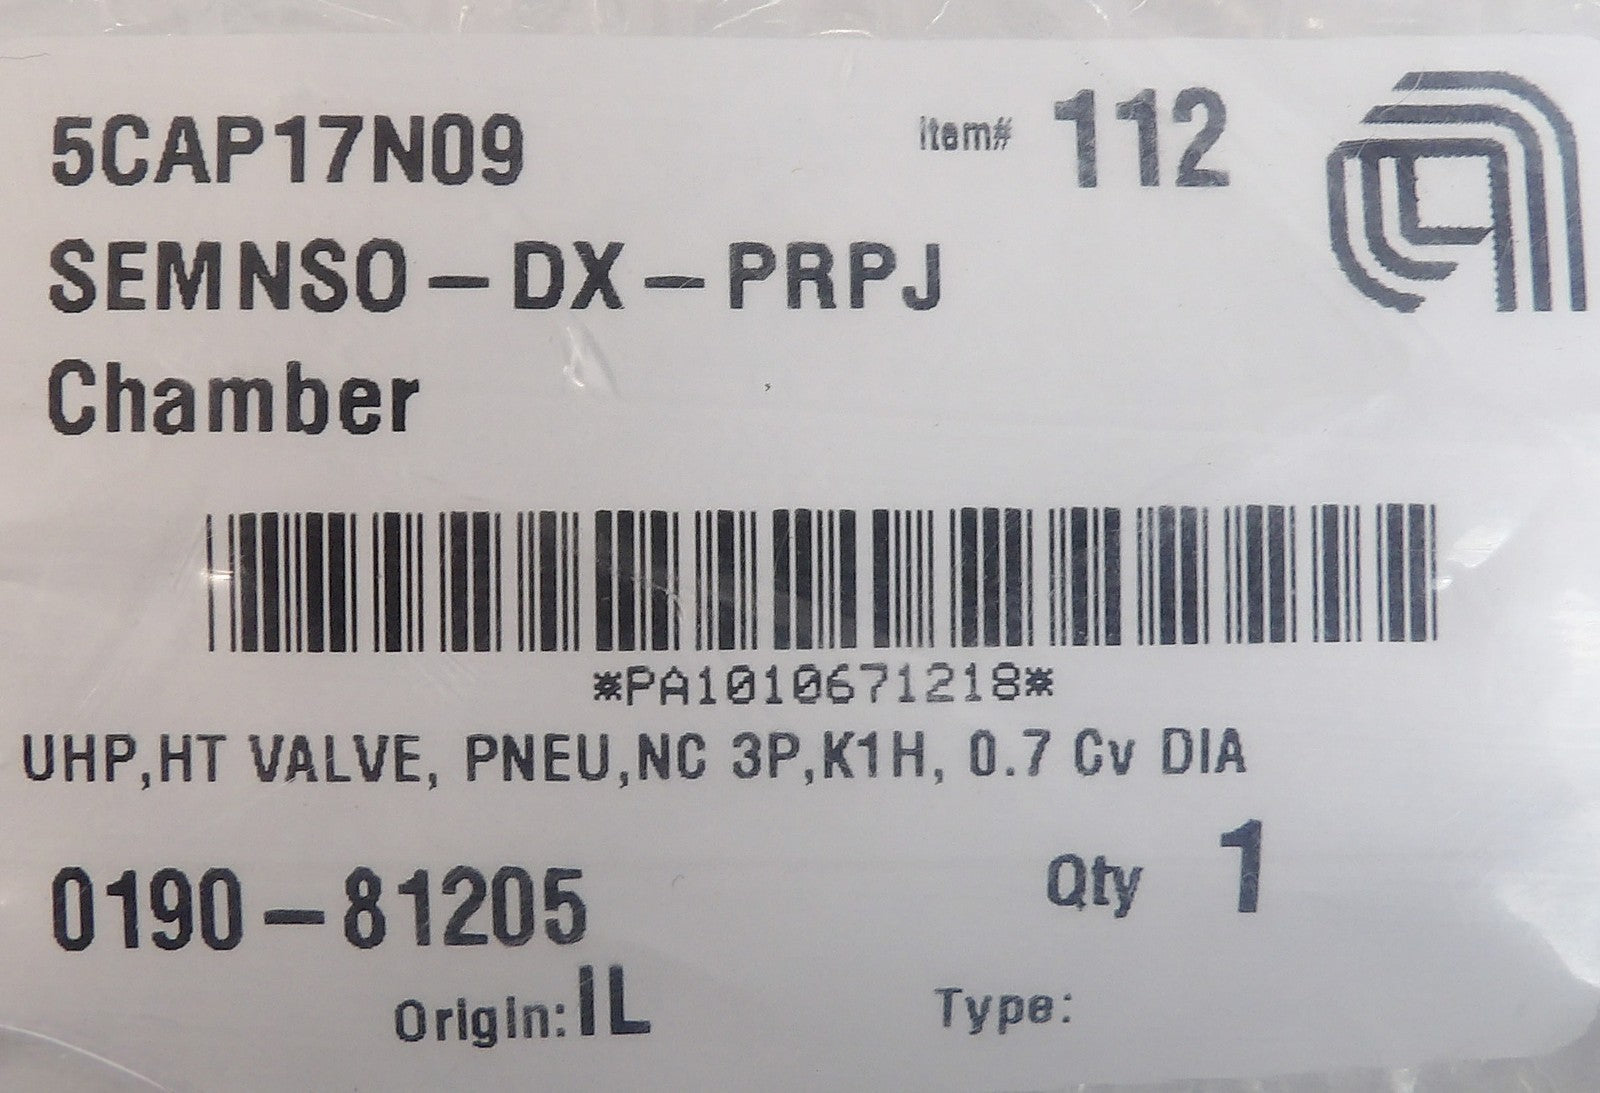 5CAP17N09 Item# 112
SEMNSO-DX-PRPJ
Chamber
*PA1010671218*
UHP,HT VALVE, PNEU,NC 3P,K1H, 0.7 Cv DIA
0190-81205 Qty 1
Origin:IL Type: